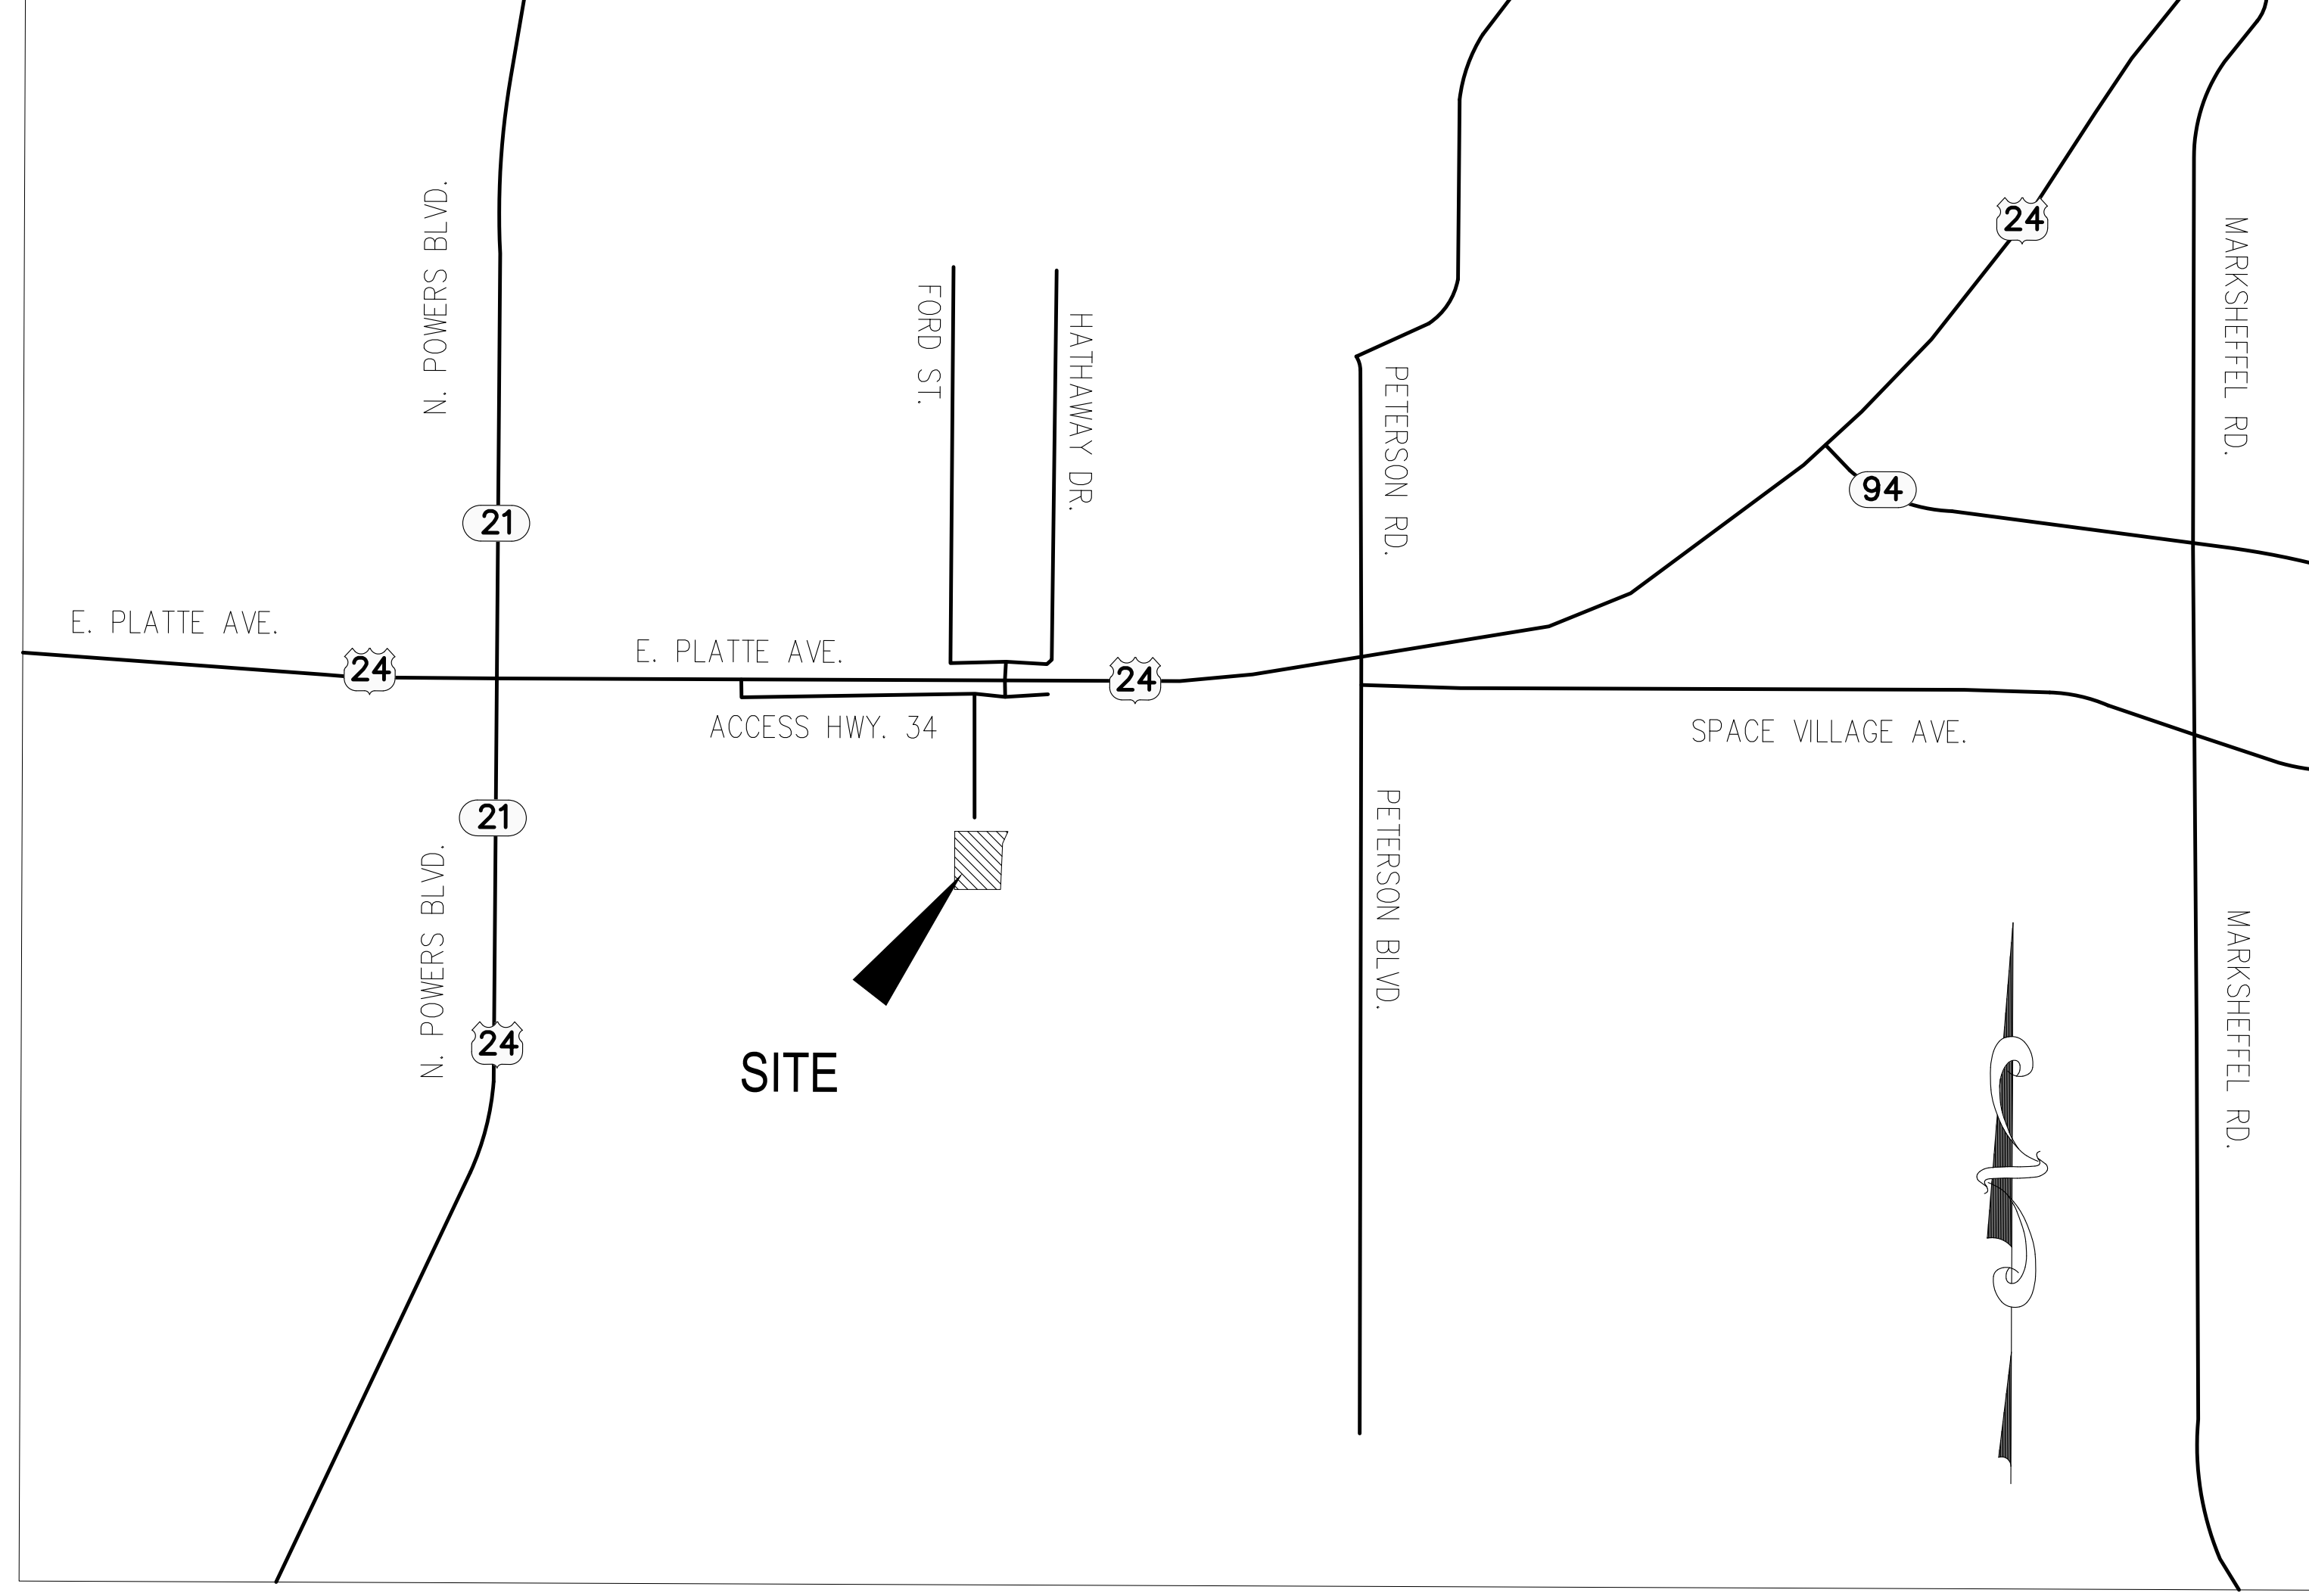 N. POWERS BLVD.
FORD ST.
HATHAWAY DR.
PETERSON RD.
24
MARKSHEFFEL RD.
94
21
E. PLATTE AVE.
24
E. PLATTE AVE.
24
ACCESS HWY. 34
SPACE VILLAGE AVE.
21
N. POWERS BLVD.
PETERSON BLVD.
MARKSHEFFEL RD.
24
SITE